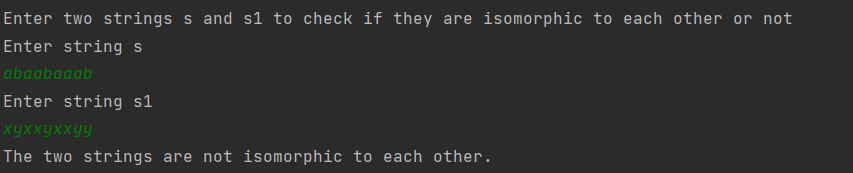 Enter two strings s and s1 to check if they are isomorphic to each other or not
Enter string s
abaabaaab
Enter string s1
xyxxyxxyy
The two strings are not isomorphic to each other.